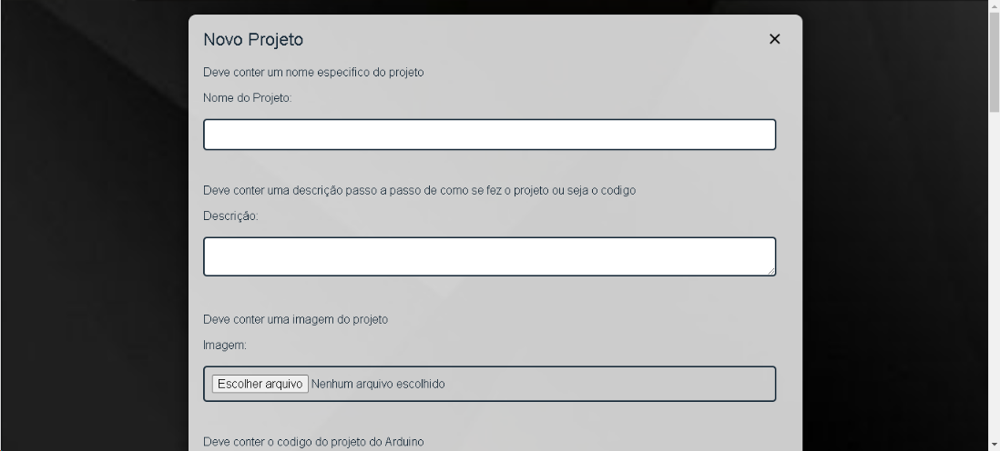 Novo Projeto
Deve conter um nome especifico do projeto
Nome do Projeto:
Deve conter uma descrição passo a passo de como se fez o projeto ou seja o codigo
Descrição:
Deve conter uma imagem do projeto
Imagem:
Escolher arquivo Nenhum arquivo escolhido
Deve conter o codigo do projeto do Arduino